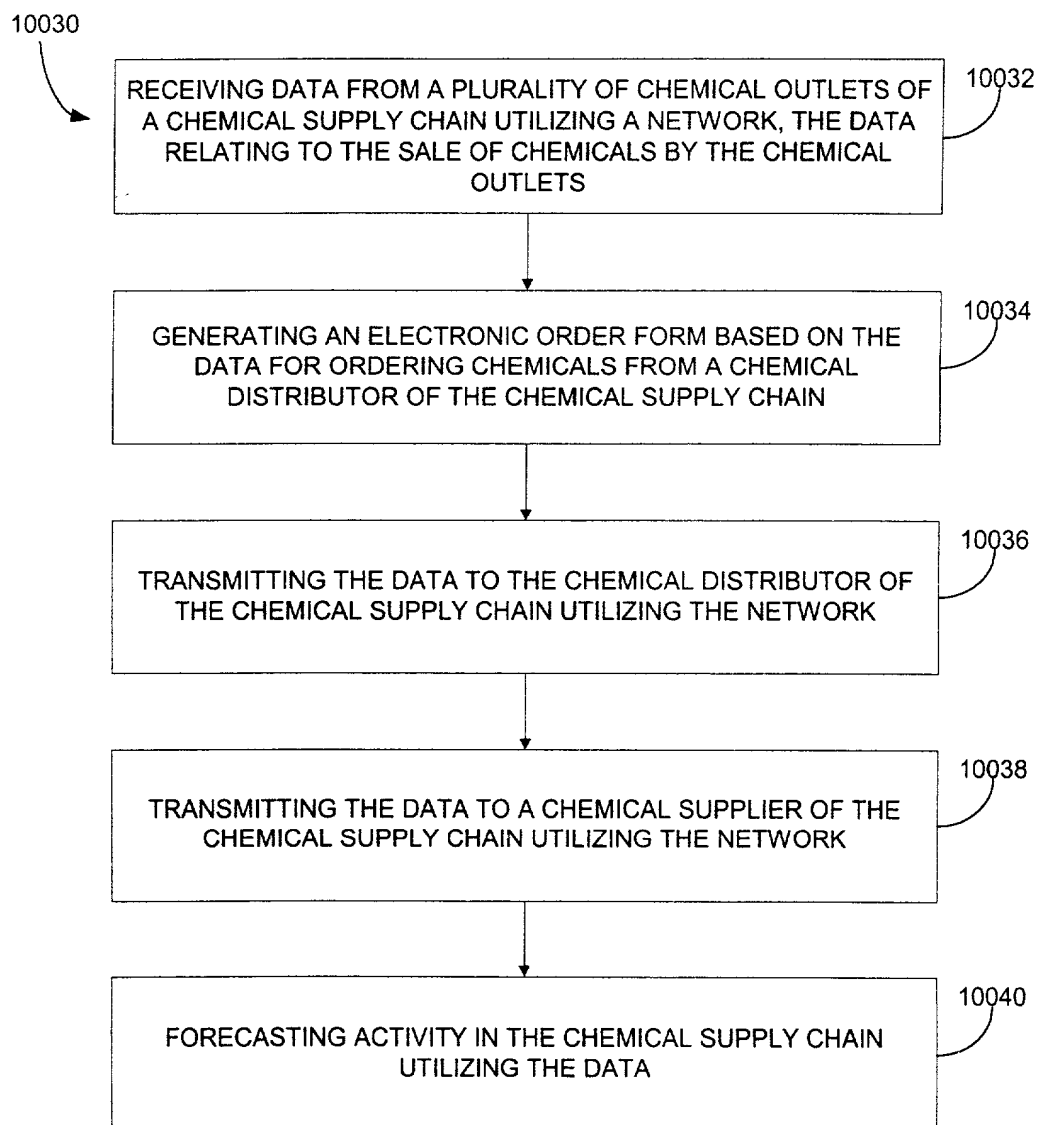 10030
RECEIVING DATA FROM A PLURALITY OF CHEMICAL OUTLETS OF
A CHEMICAL SUPPLY CHAIN UTILIZING A NETWORK, THE DATA
RELATING TO THE SALE OF CHEMICALS BY THE CHEMICAL
OUTLETS
10032
GENERATING AN ELECTRONIC ORDER FORM BASED ON THE
DATA FOR ORDERING CHEMICALS FROM A CHEMICAL
DISTRIBUTOR OF THE CHEMICAL SUPPLY CHAIN
10034
TRANSMITTING THE DATA TO THE CHEMICAL DISTRIBUTOR OF
THE CHEMICAL SUPPLY CHAIN UTILIZING THE NETWORK
10036
TRANSMITTING THE DATA TO A CHEMICAL SUPPLIER OF THE
CHEMICAL SUPPLY CHAIN UTILIZING THE NETWORK
10038
FORECASTING ACTIVITY IN THE CHEMICAL SUPPLY CHAIN
UTILIZING THE DATA
10040